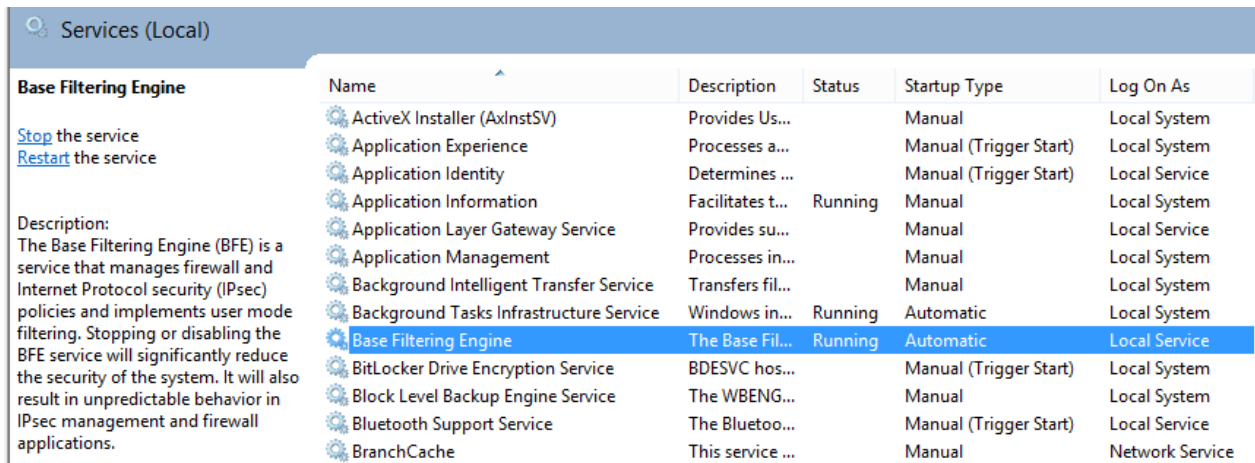 Services (Local)
Base Filtering Engine
Stop the service
Restart the service
Description:
The Base Filtering Engine (BFE) is a
service that manages firewall and
Internet Protocol security (IPsec)
policies and implements user mode
filtering. Stopping or disabling the
BFE service will significantly reduce
the security of the system. It will also
result in unpredictable behavior in
IPsec management and firewall
applications.
Name Description Status Startup Type Log On As
ActiveX Installer (AxInstSV) Provides Us... Manual Local System
Application Experience Processes a... Manual (Trigger Start) Local System
Application Identity Determines ... Manual (Trigger Start) Local Service
Application Information Facilitates t... Running Manual Local System
Application Layer Gateway Service Provides su... Manual Local Service
Application Management Processes in... Manual Local System
Background Intelligent Transfer Service Transfers fil... Manual Local System
Background Tasks Infrastructure Service Windows in... Running Automatic Local System
Base Filtering Engine The Base Fil... Running Automatic Local Service
BitLocker Drive Encryption Service BDESVC hos... Manual (Trigger Start) Local System
Block Level Backup Engine Service The WBENG... Manual Local System
Bluetooth Support Service The Bluetoo... Manual (Trigger Start) Local Service
BranchCache This service ... Manual Network Service